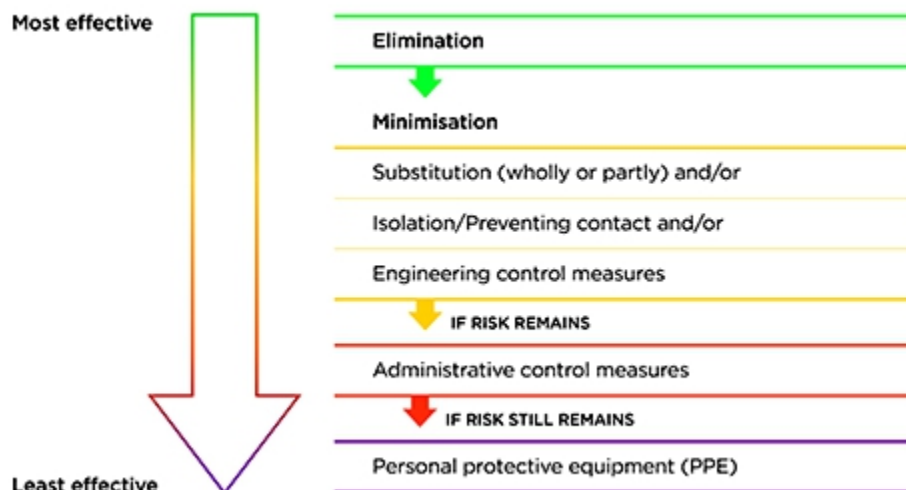 Most effective
Elimination
Minimisation
Substitution (wholly or partly) and/or
Isolation/Preventing contact and/or
Engineering control measures
IF RISK REMAINS
Administrative control measures
IF RISK STILL REMAINS
Personal protective equipment (PPE)
Least effective